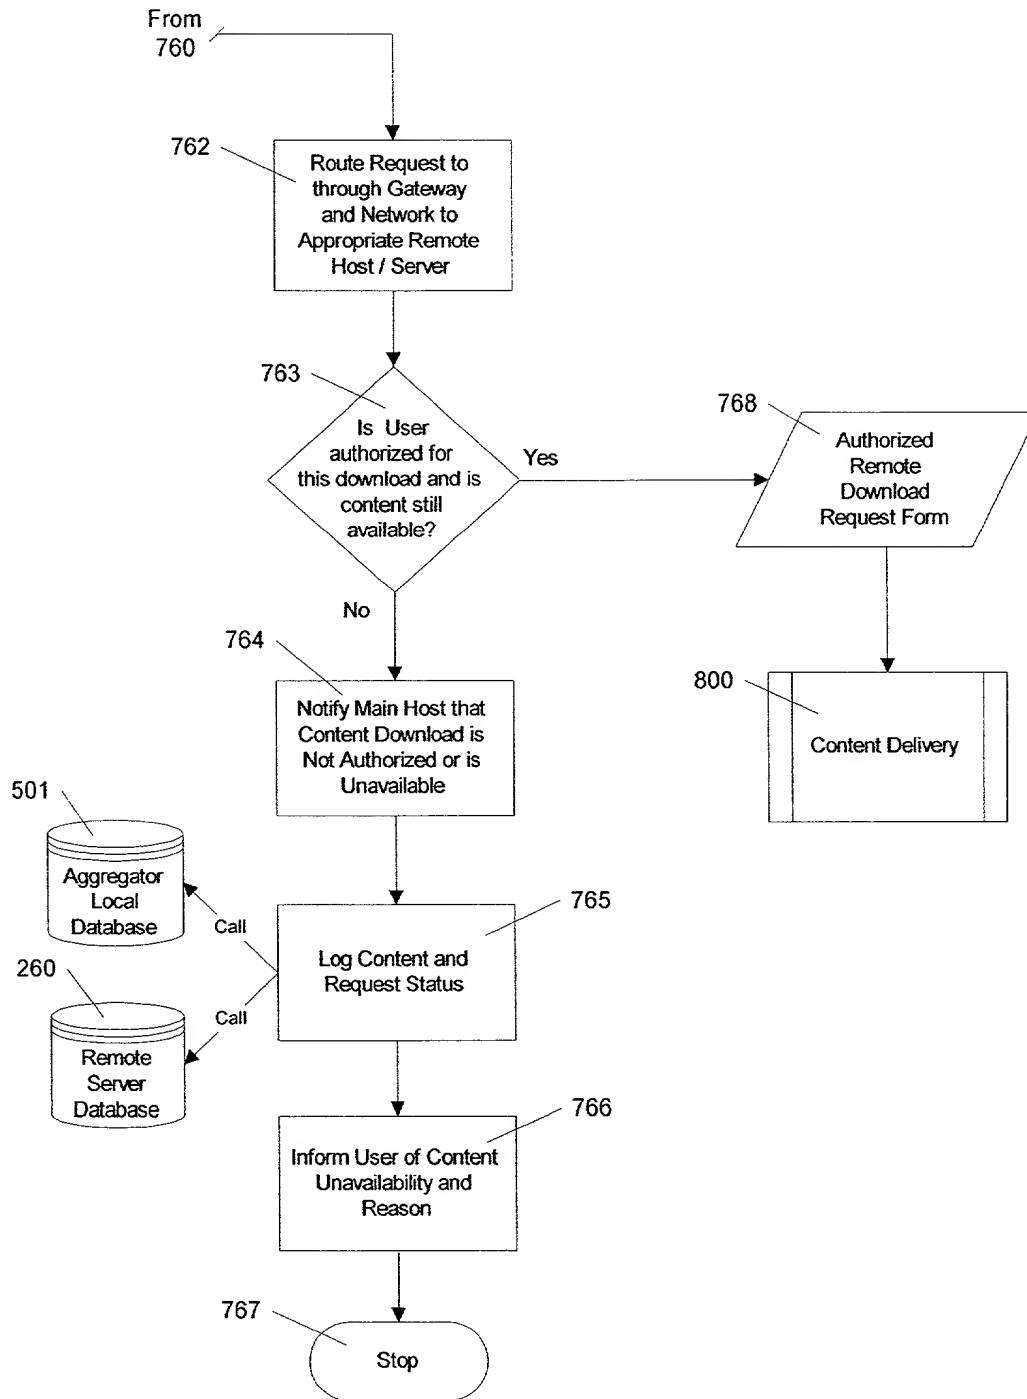 From
760
762
Route Request to
through Gateway
and Network to
Appropriate Remote
Host / Server
763
Is User
authorized for
this download and is
content still
available?
Yes
768
Authorized
Remote
Download
Request Form
No
764
Notify Main Host that
Content Download is
Not Authorized or is
Unavailable
800
Content Delivery
501
Aggregator
Local
Database
Call
765
Log Content and
Request Status
260
Remote
Server
Database
Call
766
Inform User of Content
Unavailability and
Reason
767
Stop